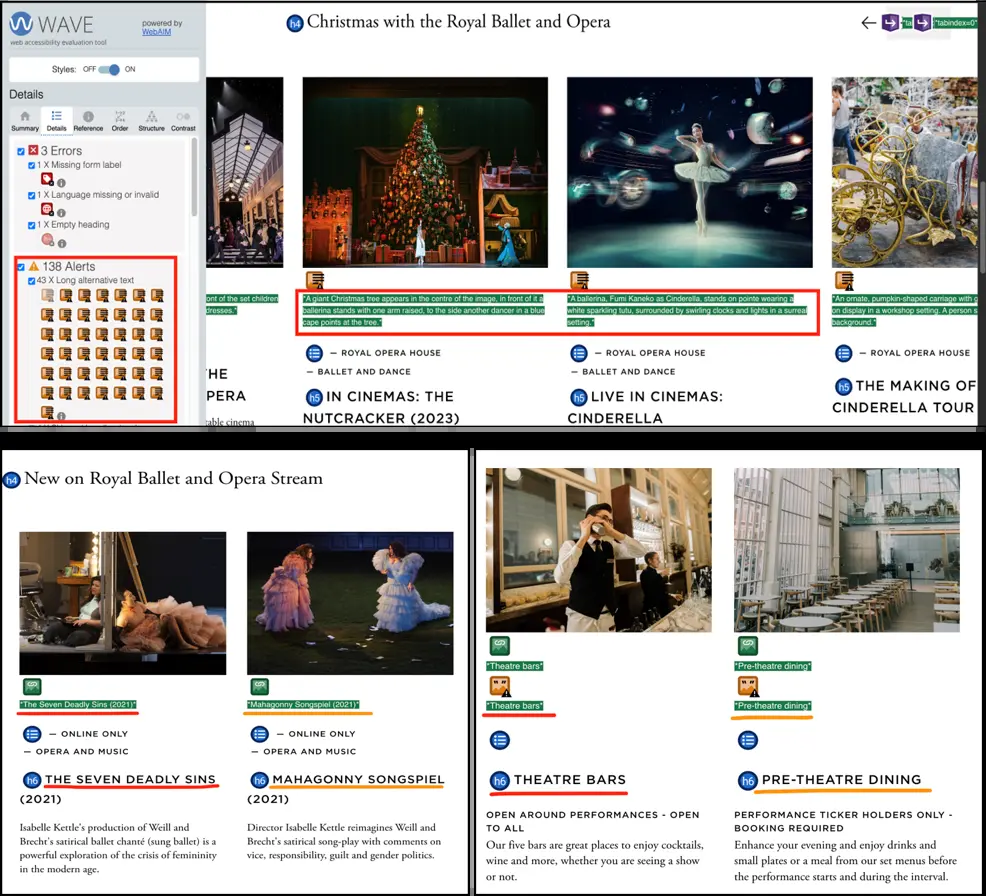 WAVE
web accessibility evaluation tool
powered by
WebAIM
Styles: OFF ON
Details
Summary Details Reference Order Structure Contrast
3 Errors
1 X Missing form label
1 X Language missing or invalid
1 X Empty heading
138 Alerts
43 X Long alternative text
h4 Christmas with the Royal Ballet and Opera
"tabindex=0"
ont of the set children
dresses."
THE
PERA
table cinema
"A giant Christmas tree appears in the centre of the image, in front of it a
ballerina stands with one arm raised, to the side another dancer in a blue
cape points at the tree."
— ROYAL OPERA HOUSE
— BALLET AND DANCE
h5 IN CINEMAS: THE
NUTCRACKER (2023)
"A ballerina, Fumi Kaneko as Cinderella, stands on pointe wearing a
white sparkling tutu, surrounded by swirling clocks and lights in a surreal
setting."
— ROYAL OPERA HOUSE
— BALLET AND DANCE
h5 LIVE IN CINEMAS:
CINDERELLA
"An ornate, pumpkin-shaped carriage with g
on display in a workshop setting. A person s
background."
— ROYAL OPERA HOUSE
h5 THE MAKING OF
CINDERELLA TOUR
h4 New on Royal Ballet and Opera Stream
"The Seven Deadly Sins (2021)"
— ONLINE ONLY
— OPERA AND MUSIC
h6 THE SEVEN DEADLY SINS
(2021)
Isabelle Kettle's production of Weill and
Brecht's satirical ballet chanté (sung ballet) is a
powerful exploration of the crisis of femininity
in the modern age.
"Mahagonny Songspiel (2021)"
— ONLINE ONLY
— OPERA AND MUSIC
h6 MAHAGONNY SONGSPIEL
(2021)
Director Isabelle Kettle reimagines Weill and
Brecht's satirical song-play with comments on
vice, responsibility, guilt and gender politics.
"Theatre bars"
"Theatre bars"
h6 THEATRE BARS
OPEN AROUND PERFORMANCES - OPEN
TO ALL
Our five bars are great places to enjoy cocktails,
wine and more, whether you are seeing a show
or not.
"Pre-theatre dining"
"Pre-theatre dining"
h6 PRE-THEATRE DINING
PERFORMANCE TICKER HOLDERS ONLY -
BOOKING REQUIRED
Enhance your evening and enjoy drinks and
small plates or a meal from our set menus before
the performance starts and during the interval.